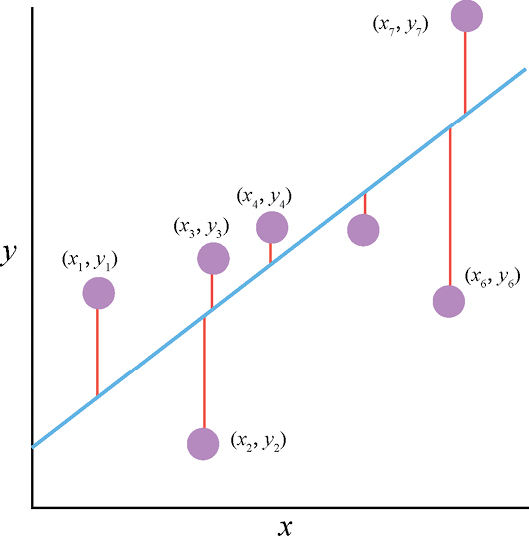 (x₇, y₇)
(x₄, y₄)
(x₃, y₃)
(x₁, y₁)
y
(x₆, y₆)
(x₂, y₂)
x